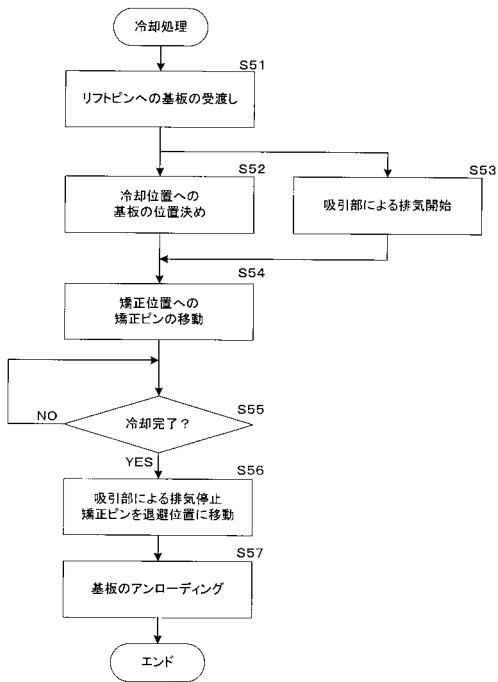 冷却処理
S51
リフトピンへの基板の受渡し
S52
冷却位置への
基板の位置決め
S53
吸引部による排気開始
S54
矯正位置への
矯正ピンの移動
S55
冷却完了？
NO
YES
S56
吸引部による排気停止
矯正ピンを退避位置に移動
S57
基板のアンローディング
エンド